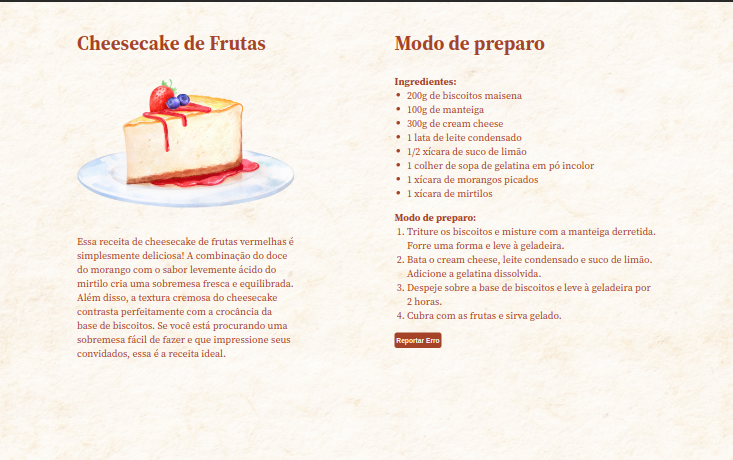 Cheesecake de Frutas
Essa receita de cheesecake de frutas vermelhas é
simplesmente deliciosa! A combinação do doce
do morango com o sabor levemente ácido do
mirtilo cria uma sobremesa fresca e equilibrada.
Além disso, a textura cremosa do cheesecake
contrasta perfeitamente com a crocância da
base de biscoitos. Se você está procurando uma
sobremesa fácil de fazer e que impressione seus
convidados, essa é a receita ideal.
Modo de preparo
Ingredientes:
• 200g de biscoitos maisena
• 100g de manteiga
• 300g de cream cheese
• 1 lata de leite condensado
• 1/2 xícara de suco de limão
• 1 colher de sopa de gelatina em pó incolor
• 1 xícara de morangos picados
• 1 xícara de mirtilos
Modo de preparo:
1. Triture os biscoitos e misture com a manteiga derretida.
Forre uma forma e leve à geladeira.
2. Bata o cream cheese, leite condensado e suco de limão.
Adicione a gelatina dissolvida.
3. Despeje sobre a base de biscoitos e leve à geladeira por
2 horas.
4. Cubra com as frutas e sirva gelado.
Reportar Erro